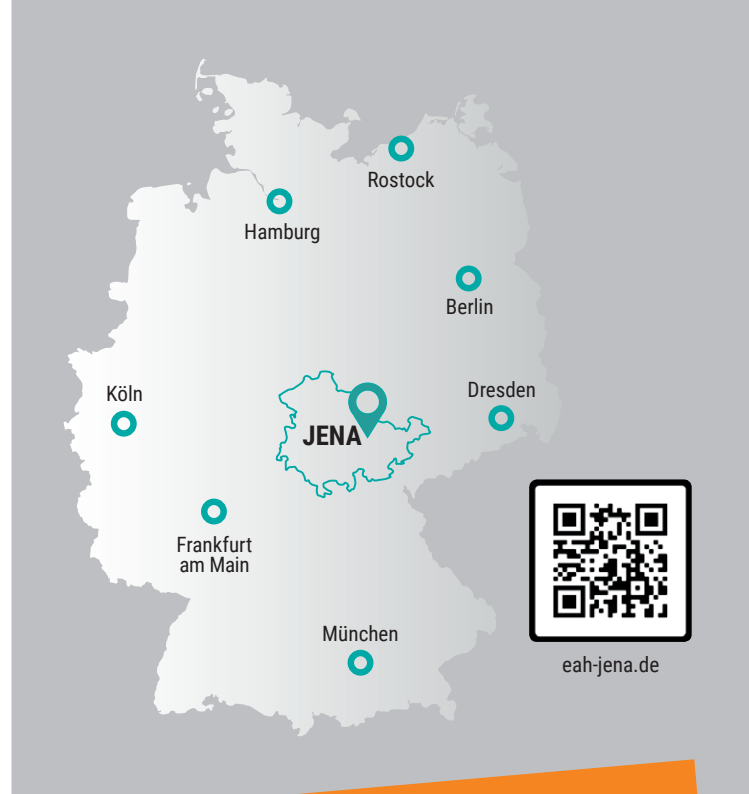 Rostock
Hamburg
Berlin
Köln
Dresden
JENA
Frankfurt
am Main
München
eah-jena.de